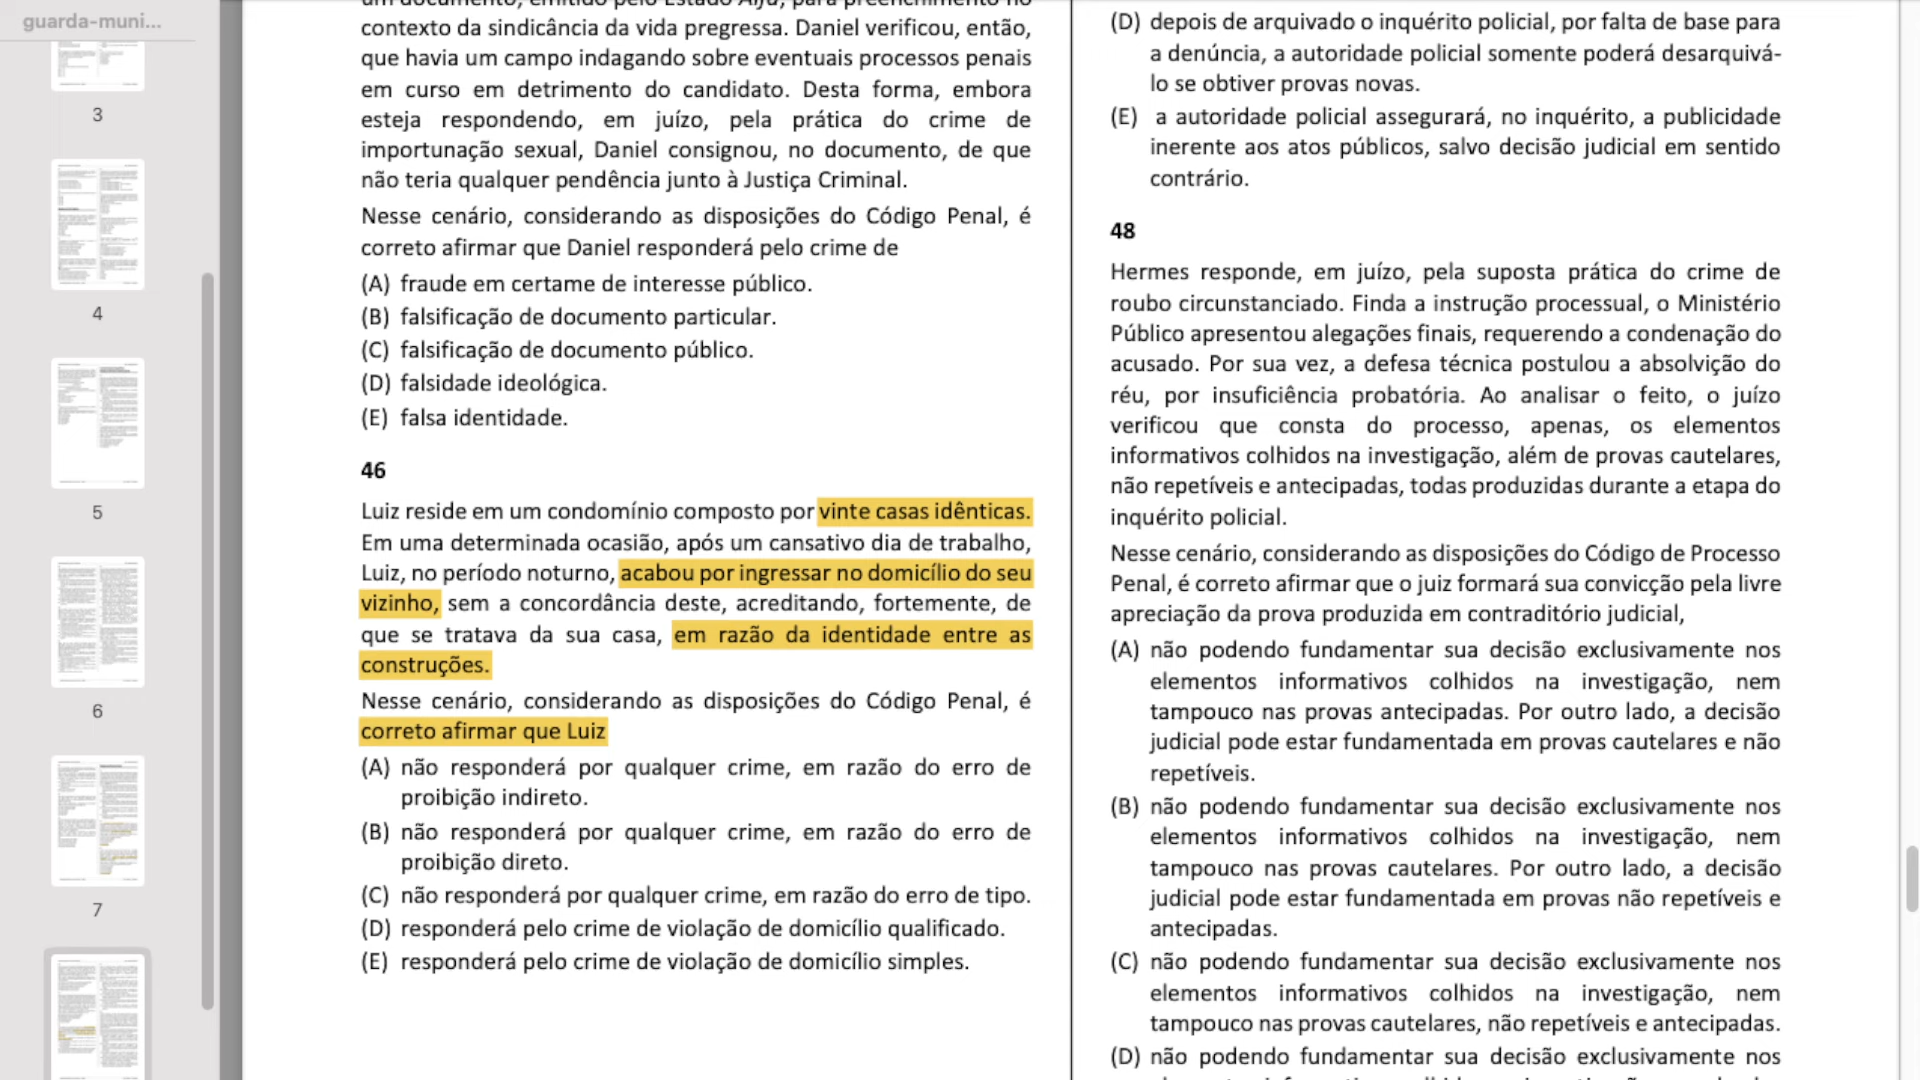 guarda-muni...
3
4
5
6
7
um documento, emitido pelo Estado Alfa, para preenchimento no
contexto da sindicância da vida pregressa. Daniel verificou, então,
que havia um campo indagando sobre eventuais processos penais
em curso em detrimento do candidato. Desta forma, embora
esteja respondendo, em juízo, pela prática do crime de
importunação sexual, Daniel consignou, no documento, de que
não teria qualquer pendência junto à Justiça Criminal.
Nesse cenário, considerando as disposições do Código Penal, é
correto afirmar que Daniel responderá pelo crime de
(A) fraude em certame de interesse público.
(B) falsificação de documento particular.
(C) falsificação de documento público.
(D) falsidade ideológica.
(E) falsa identidade.
46
Luiz reside em um condomínio composto por vinte casas idênticas.
Em uma determinada ocasião, após um cansativo dia de trabalho,
Luiz, no período noturno, acabou por ingressar no domicílio do seu
vizinho, sem a concordância deste, acreditando, fortemente, de
que se tratava da sua casa, em razão da identidade entre as
construções.
Nesse cenário, considerando as disposições do Código Penal, é
correto afirmar que Luiz
(A) não responderá por qualquer crime, em razão do erro de
proibição indireto.
(B) não responderá por qualquer crime, em razão do erro de
proibição direto.
(C) não responderá por qualquer crime, em razão do erro de tipo.
(D) responderá pelo crime de violação de domicílio qualificado.
(E) responderá pelo crime de violação de domicílio simples.
(D) depois de arquivado o inquérito policial, por falta de base para
a denúncia, a autoridade policial somente poderá desarquivá-
lo se obtiver provas novas.
(E) a autoridade policial assegurará, no inquérito, a publicidade
inerente aos atos públicos, salvo decisão judicial em sentido
contrário.
48
Hermes responde, em juízo, pela suposta prática do crime de
roubo circunstanciado. Finda a instrução processual, o Ministério
Público apresentou alegações finais, requerendo a condenação do
acusado. Por sua vez, a defesa técnica postulou a absolvição do
réu, por insuficiência probatória. Ao analisar o feito, o juízo
verificou que consta do processo, apenas, os elementos
informativos colhidos na investigação, além de provas cautelares,
não repetíveis e antecipadas, todas produzidas durante a etapa do
inquérito policial.
Nesse cenário, considerando as disposições do Código de Processo
Penal, é correto afirmar que o juiz formará sua convicção pela livre
apreciação da prova produzida em contraditório judicial,
(A) não podendo fundamentar sua decisão exclusivamente nos
elementos informativos colhidos na investigação, nem
tampouco nas provas antecipadas. Por outro lado, a decisão
judicial pode estar fundamentada em provas cautelares e não
repetíveis.
(B) não podendo fundamentar sua decisão exclusivamente nos
elementos informativos colhidos na investigação, nem
tampouco nas provas cautelares. Por outro lado, a decisão
judicial pode estar fundamentada em provas não repetíveis e
antecipadas.
(C) não podendo fundamentar sua decisão exclusivamente nos
elementos informativos colhidos na investigação, nem
tampouco nas provas cautelares, não repetíveis e antecipadas.
(D) não podendo fundamentar sua decisão exclusivamente nos